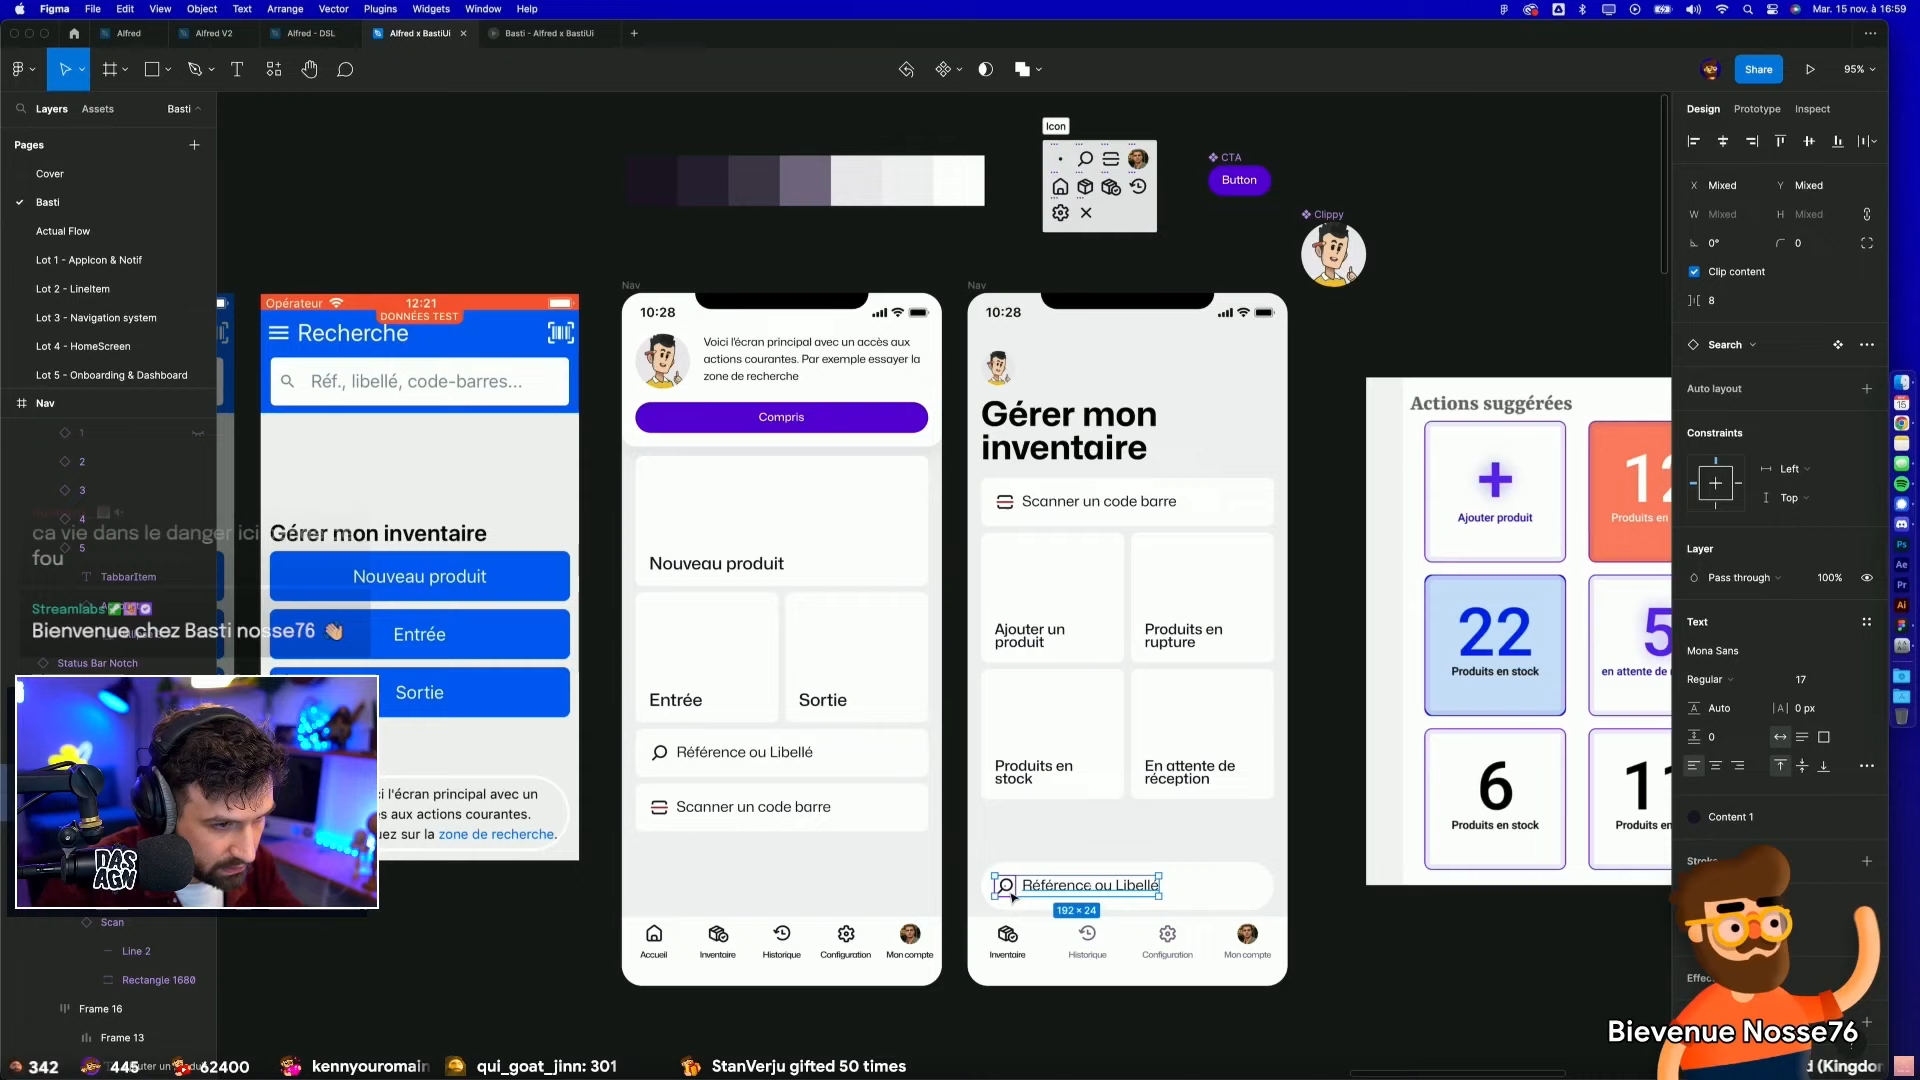 Figma File Edit View Object Text Arrange Vector Plugins Widgets Window Help
Mar. 15 nov. à 16:59
Alfred
Alfred V2
Alfred - DSL
Alfred x BastiUi
Basti - Alfred x BastiUi
Share
95%
Layers
Assets
Basti
Pages
Cover
Basti
Actual Flow
Lot 1 - AppIcon & Notif
Lot 2 - LineItem
Lot 3 - Navigation system
Lot 4 - HomeScreen
Lot 5 - Onboarding & Dashboard
Nav
1
2
3
4
5
TabbarItem
ca vie dans le danger ici
fou
Streamlabs
Bienvenue chez Basti nosse76
Status Bar Notch
DAS
AGN
Scan
Line 2
Rectangle 1680
Frame 16
Frame 13
Opérateur
12:21
DONNÉES TEST
Recherche
Réf., libellé, code-barres...
Gérer mon inventaire
Nouveau produit
Entrée
Sortie
l'écran principal avec un
aux actions courantes.
sur la zone de recherche.
Nav
10:28
Voici l'écran principal avec un accès aux
actions courantes. Par exemple essayer la
zone de recherche
Compris
Nouveau produit
Entrée
Sortie
Référence ou Libellé
Scanner un code barre
Accueil
Inventaire
Historique
Configuration
Mon compte
Icon
CTA
Button
Clippy
Nav
10:28
Gérer mon
inventaire
Scanner un code barre
Ajouter un
produit
Produits en
rupture
Produits en
stock
En attente de
réception
Référence ou Libellé
192 × 24
Inventaire
Historique
Configuration
Mon compte
Actions suggérées
+
Ajouter produit
12
Produits en
22
Produits en stock
5
en attente de
6
Produits en stock
11
Produits en
Design
Prototype
Inspect
X Mixed
Y Mixed
W Mixed
H Mixed
0°
0
Clip content
8
Search
Auto layout
Constraints
Left
Top
Layer
Pass through
100%
Text
Mona Sans
Regular
17
Auto
0 px
0
Content 1
Stroke
Effe
15
Ps
Ae
Pr
Ai
Bievenue Nosse76
342
445
62400
kennyouromain
qui_goat_jinn: 301
StanVerju gifted 50 times
(Kingdom